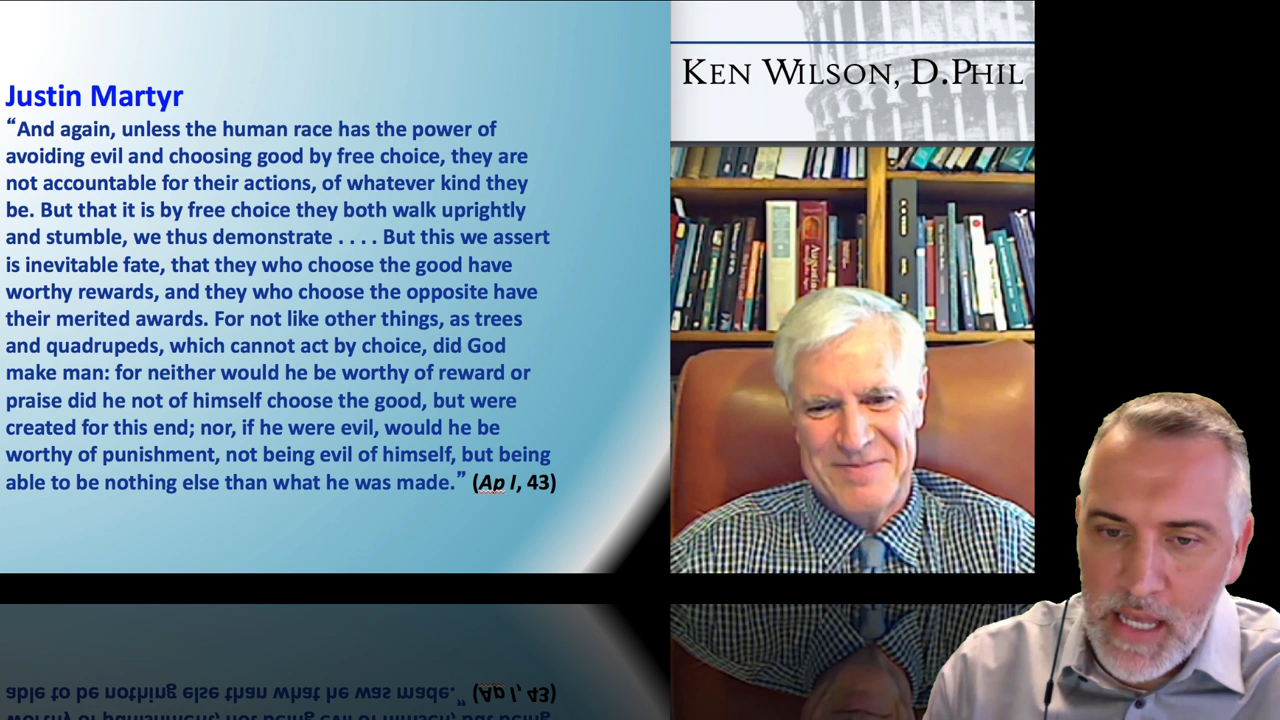 Justin Martyr
“And again, unless the human race has the power of
avoiding evil and choosing good by free choice, they are
not accountable for their actions, of whatever kind they
be. But that it is by free choice they both walk uprightly
and stumble, we thus demonstrate . . . . But this we assert
is inevitable fate, that they who choose the good have
worthy rewards, and they who choose the opposite have
their merited awards. For not like other things, as trees
and quadrupeds, which cannot act by choice, did God
make man: for neither would he be worthy of reward or
praise did he not of himself choose the good, but were
created for this end; nor, if he were evil, would he be
worthy of punishment, not being evil of himself, but being
able to be nothing else than what he was made.” (Ap I, 43)
KEN WILSON, D.PHIL
Augustine